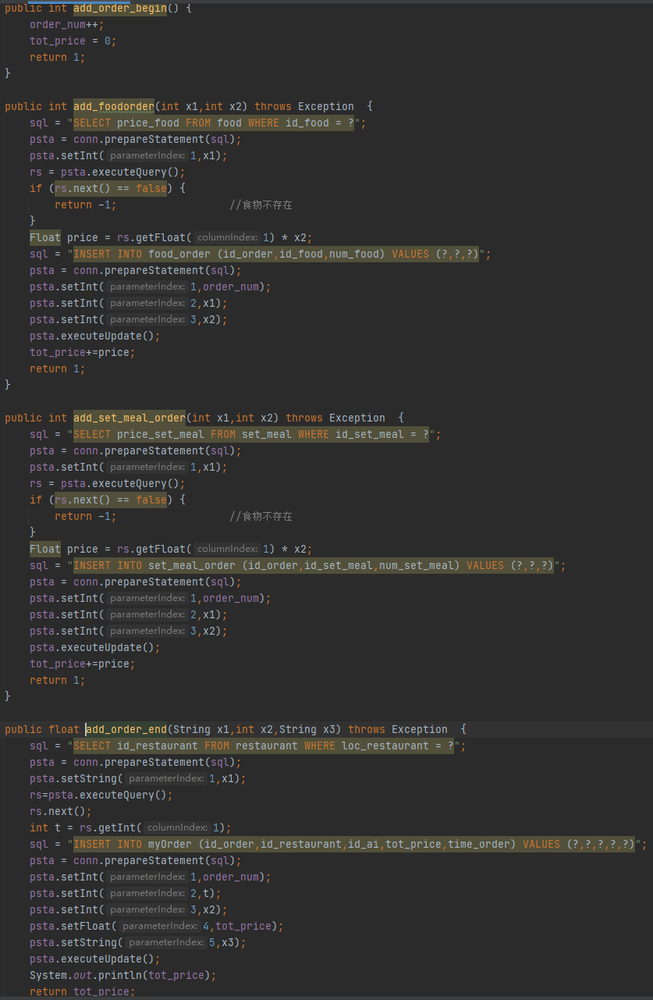 public int add_order_begin() {
    order_num++;
    tot_price = 0;
    return 1;
}
public int add_foodorder(int x1,int x2) throws Exception  {
    sql = "SELECT price_food FROM food WHERE id_food = ?";
    psta = conn.prepareStatement(sql);
    psta.setInt( parameterIndex: 1,x1);
    rs = psta.executeQuery();
    if (rs.next() == false) {
        return -1;                  //食物不存在
    }
    Float price = rs.getFloat( columnIndex: 1) * x2;
    sql = "INSERT INTO food_order (id_order,id_food,num_food) VALUES (?,?,?)";
    psta = conn.prepareStatement(sql);
    psta.setInt( parameterIndex: 1,order_num);
    psta.setInt( parameterIndex: 2,x1);
    psta.setInt( parameterIndex: 3,x2);
    psta.executeUpdate();
    tot_price+=price;
    return 1;
}
public int add_set_meal_order(int x1,int x2) throws Exception  {
    sql = "SELECT price_set_meal FROM set_meal WHERE id_set_meal = ?";
    psta = conn.prepareStatement(sql);
    psta.setInt( parameterIndex: 1,x1);
    rs = psta.executeQuery();
    if (rs.next() == false) {
        return -1;                  //食物不存在
    }
    Float price = rs.getFloat( columnIndex: 1) * x2;
    sql = "INSERT INTO set_meal_order (id_order,id_set_meal,num_set_meal) VALUES (?,?,?)";
    psta = conn.prepareStatement(sql);
    psta.setInt( parameterIndex: 1,order_num);
    psta.setInt( parameterIndex: 2,x1);
    psta.setInt( parameterIndex: 3,x2);
    psta.executeUpdate();
    tot_price+=price;
    return 1;
}
public float add_order_end(String x1,int x2,String x3) throws Exception  {
    sql = "SELECT id_restaurant FROM restaurant WHERE loc_restaurant = ?";
    psta = conn.prepareStatement(sql);
    psta.setString( parameterIndex: 1,x1);
    rs=psta.executeQuery();
    rs.next();
    int t = rs.getInt( columnIndex: 1);
    sql = "INSERT INTO myOrder (id_order,id_restaurant,id_ai,tot_price,time_order) VALUES (?,?,?,?,?)";
    psta = conn.prepareStatement(sql);
    psta.setInt( parameterIndex: 1,order_num);
    psta.setInt( parameterIndex: 2,t);
    psta.setInt( parameterIndex: 3,x2);
    psta.setFloat( parameterIndex: 4,tot_price);
    psta.setString( parameterIndex: 5,x3);
    psta.executeUpdate();
    System.out.println(tot_price);
    return tot_price;